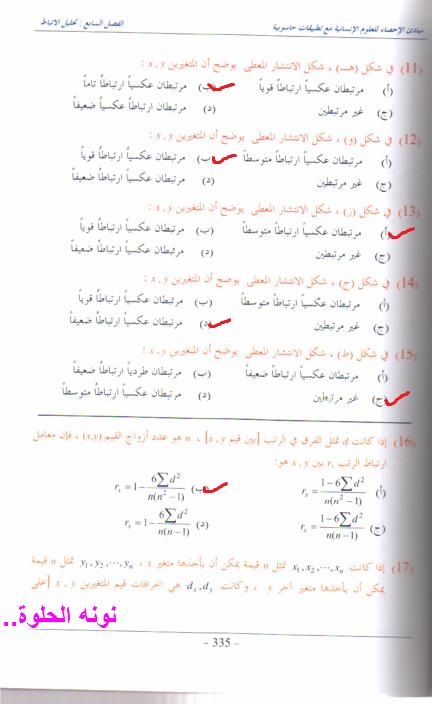 مبادئ الإحصاء للعلوم الإنسانية مع تطبيقات حاسوبية الفصل السابع : تحليل الارتباط
(11) في شكل (هـ) ، شكل الانتشار المعطى يوضح أن المتغيرين x , y :
(أ) مرتبطان عكسياً ارتباطاً قوياً (ب) مرتبطان عكسياً ارتباطاً تاماً
(ج) غير مرتبطين (د) مرتبطان عكسياً ارتباطاً ضعيفاً
(12) في شكل (و) ، شكل الانتشار المعطى يوضح أن المتغيرين x , y :
(أ) مرتبطان عكسياً ارتباطاً متوسطاً (ب) مرتبطان عكسياً ارتباطاً قوياً
(ج) غير مرتبطين (د) مرتبطان عكسياً ارتباطاً ضعيفاً
(13) في شكل (ز) ، شكل الانتشار المعطى يوضح أن المتغيرين x , y :
(أ) مرتبطان عكسياً ارتباطاً متوسطاً (ب) مرتبطان عكسياً ارتباطاً قوياً
(ج) غير مرتبطين (د) مرتبطان عكسياً ارتباطاً ضعيفاً
(14) في شكل (ح) ، شكل الانتشار المعطى يوضح أن المتغيرين x , y :
(أ) مرتبطان عكسياً ارتباطاً متوسطاً (ب) مرتبطان عكسياً ارتباطاً قوياً
(ج) غير مرتبطين (د) مرتبطان عكسياً ارتباطاً ضعيفاً
(15) في شكل (ط) ، شكل الانتشار المعطى يوضح أن المتغيرين x , y :
(أ) مرتبطان عكسياً ارتباطاً ضعيفاً (ب) مرتبطان طردياً ارتباطاً ضعيفاً
(ج) غير مرتبطين (د) مرتبطان عكسياً ارتباطاً متوسطاً
(16) إذا كانت d تمثل الفرق في الرتب [بين قيم x , y] ، n هو عدد أزواج القيم (x,y) ، فإن معامل
ارتباط الرتب rₛ بين x , y هو:
(أ) rₛ = (1−6∑d²)/(n(n²−1)) (ب) rₛ = 1− 6∑d²/(n(n²−1))
(ج) rₛ = (1−6∑d²)/(n(n−1)) (د) rₛ = 1− 6∑d²/(n(n−1))
(17) إذا كانت x₁, x₂, ..., xₙ تمثل n قيمة يمكن أن يأخذها متغير x ، y₁, y₂, ..., yₙ تمثل n قيمة
يمكن أن يأخذها متغير آخر y ، وكانت dₓ, d_y هي انحرافات قيم المتغيرين x , y [على
نونه الحلوة..
- 335 -